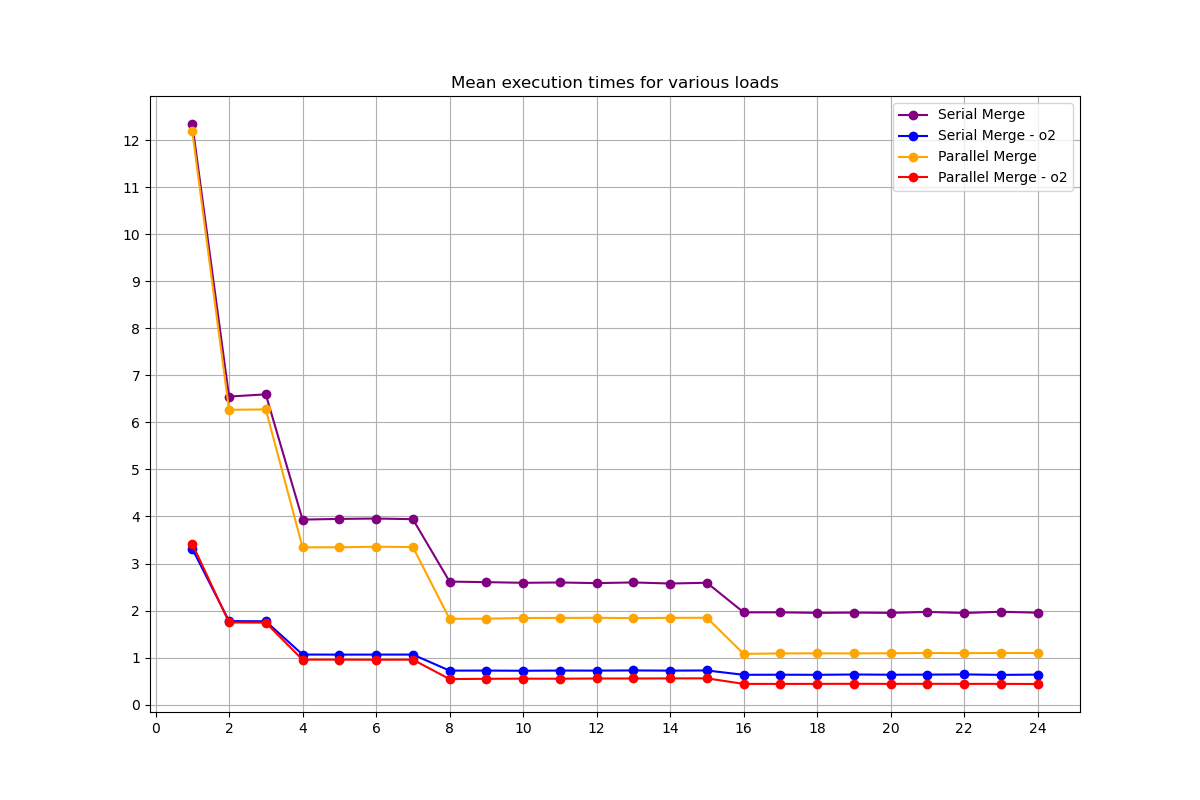 Mean execution times for various loads
Serial Merge
Serial Merge - o2
Parallel Merge
Parallel Merge - o2
12
11
10
9
8
7
6
5
4
3
2
1
0
0 2 4 6 8 10 12 14 16 18 20 22 24